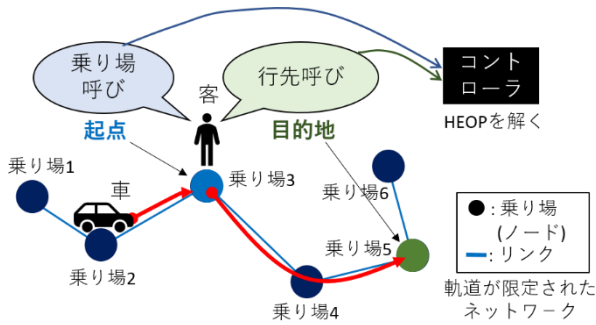 乗り場
呼び
客
行先呼び
コント
ローラ
HEOPを解く
起点
目的地
乗り場1
車
乗り場3
乗り場6
乗り場2
乗り場5
乗り場4
: 乗り場
(ノード)
: リンク
軌道が限定された
ネットワーク